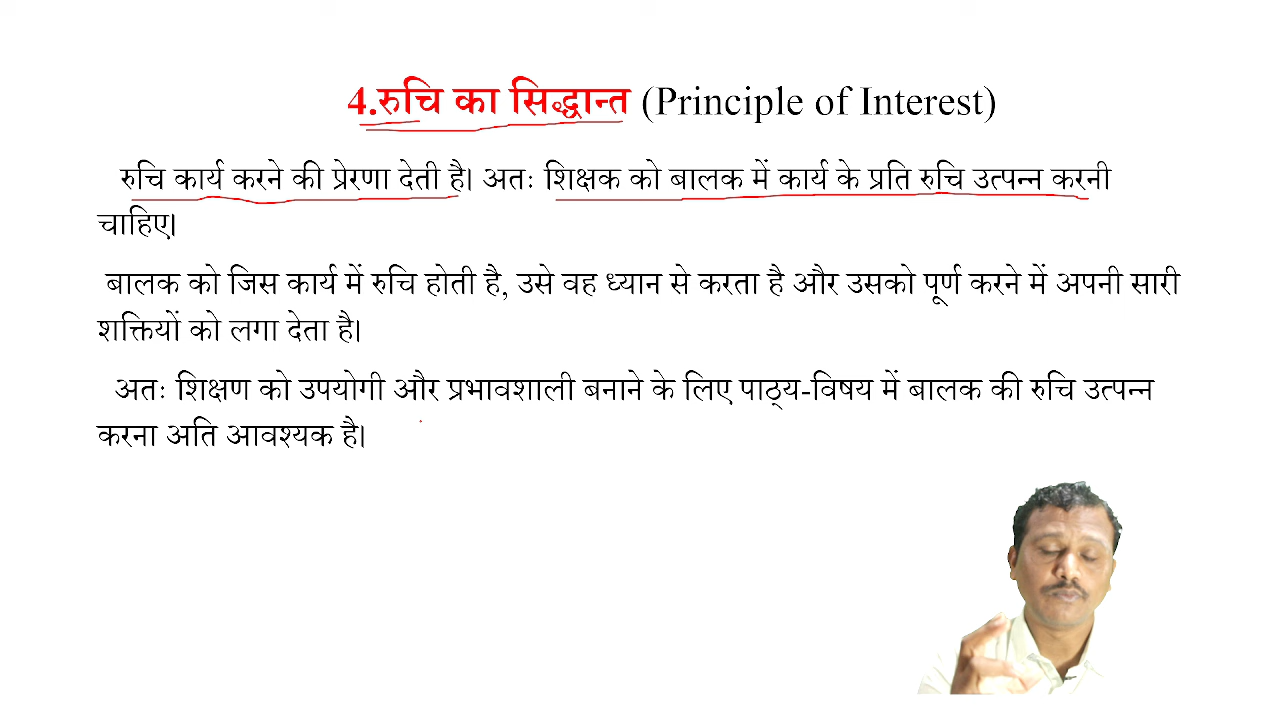 4.रुचि का सिद्धान्त (Principle of Interest)
रुचि कार्य करने की प्रेरणा देती है। अतः शिक्षक को बालक में कार्य के प्रति रुचि उत्पन्न करनी
चाहिए।
बालक को जिस कार्य में रुचि होती है, उसे वह ध्यान से करता है और उसको पूर्ण करने में अपनी सारी
शक्तियों को लगा देता है।
अतः शिक्षण को उपयोगी और प्रभावशाली बनाने के लिए पाठ्य-विषय में बालक की रुचि उत्पन्न
करना अति आवश्यक है।